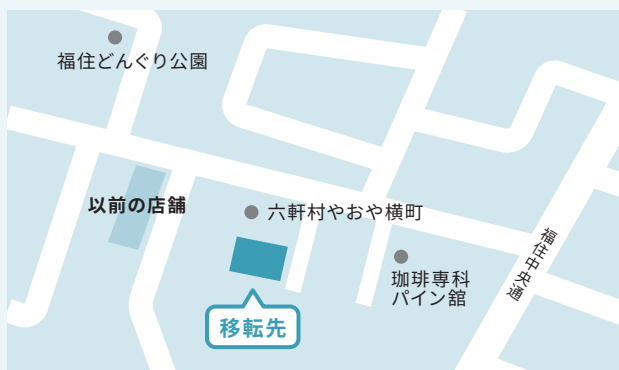 福住どんぐり公園
以前の店舗
六軒村やおや横町
珈琲専科
パイン舘
福住中央通
移転先